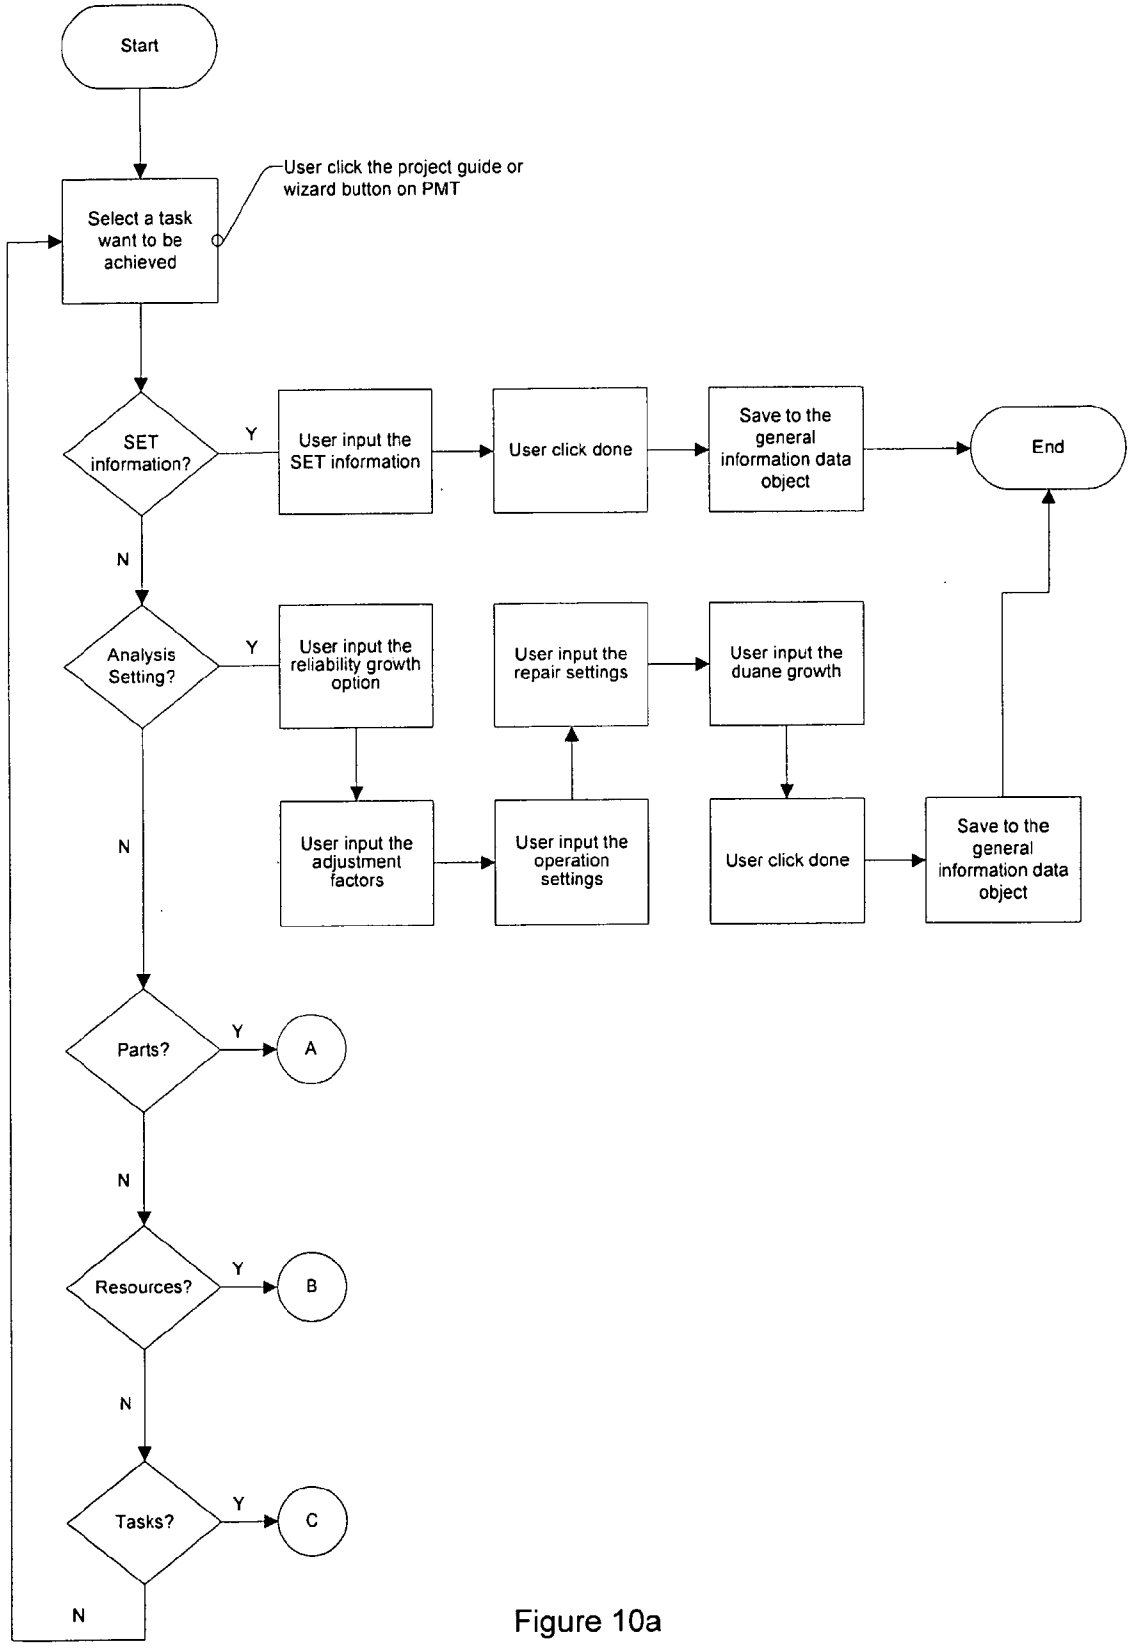 Start
User click the project guide or
wizard button on PMT
Select a task
want to be
achieved
SET
information?
Y
User input the
SET information
User click done
Save to the
general
information data
object
End
N
Analysis
Setting?
Y
User input the
reliability growth
option
User input the
repair settings
User input the
duane growth
N
User input the
adjustment
factors
User input the
operation
settings
User click done
Save to the
general
information data
object
Parts?
Y
A
N
Resources?
Y
B
N
Tasks?
Y
C
N
Figure 10a